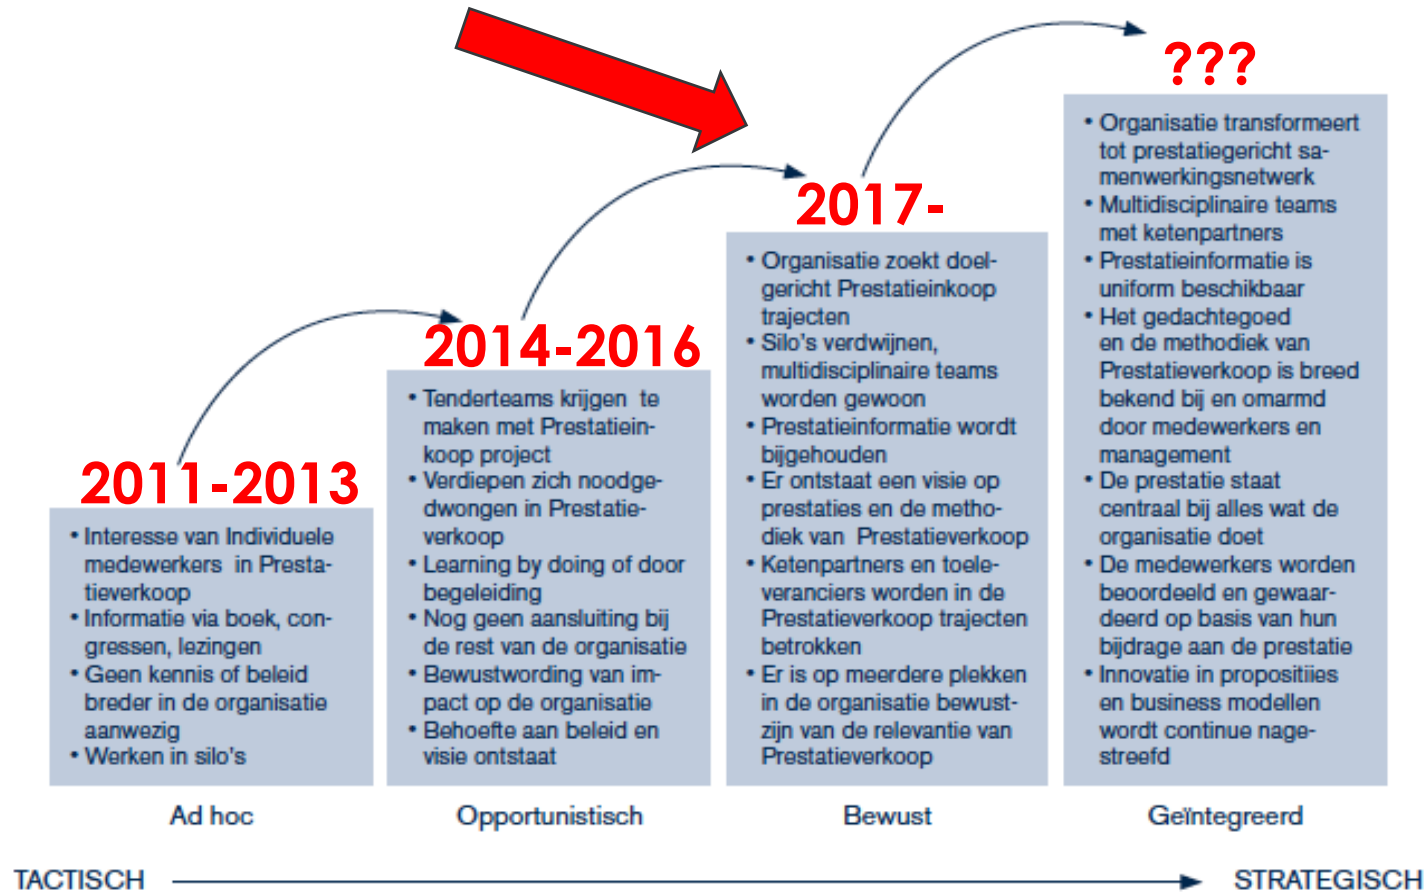 2011-2013
• Interesse van Individuele
medewerkers in Presta-
tieverkoop
• Informatie via boek, con-
gressen, lezingen
• Geen kennis of beleid
breder in de organisatie
aanwezig
• Werken in silo's
Ad hoc
2014-2016
• Tenderteams krijgen te
maken met Prestatiein-
koop project
• Verdiepen zich noodge-
dwongen in Prestatie-
verkoop
• Learning by doing of door
begeleiding
• Nog geen aansluiting bij
de rest van de organisatie
• Bewustwording van im-
pact op de organisatie
• Behoefte aan beleid en
visie ontstaat
Opportunistisch
2017-
• Organisatie zoekt doel-
gericht Prestatieinkoop
trajecten
• Silo's verdwijnen,
multidisciplinaire teams
worden gewoon
• Prestatieinformatie wordt
bijgehouden
• Er ontstaat een visie op
prestaties en de metho-
diek van Prestatieverkoop
• Ketenpartners en toele-
veranciers worden in de
Prestatieverkoop trajecten
betrokken
• Er is op meerdere plekken
in de organisatie bewust-
zijn van de relevantie van
Prestatieverkoop
Bewust
???
• Organisatie transformeert
tot prestatiegericht sa-
menwerkingsnetwerk
• Multidisciplinaire teams
met ketenpartners
• Prestatieinformatie is
uniform beschikbaar
• Het gedachtegoed
en de methodiek van
Prestatieverkoop is breed
bekend bij en omarmd
door medewerkers en
management
• De prestatie staat
centraal bij alles wat de
organisatie doet
• De medewerkers worden
beoordeeld en gewaar-
deerd op basis van hun
bijdrage aan de prestatie
• Innovatie in propositiies
en business modellen
wordt continue nage-
streefd
Geïntegreerd
TACTISCH
STRATEGISCH